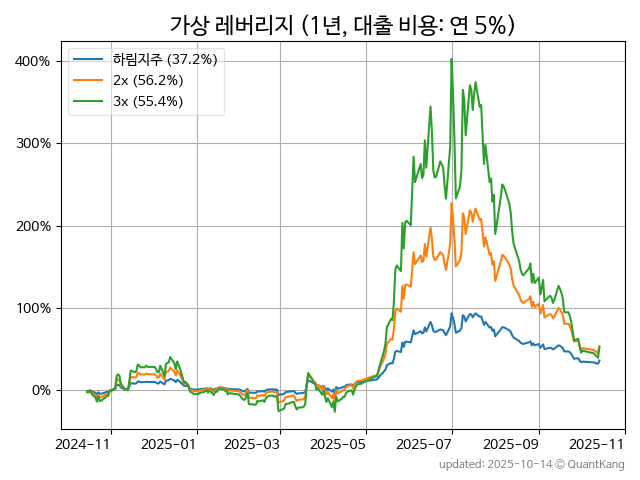 가상 레버리지 (1년, 대출 비용: 연 5%)
하림지주 (37.2%)
2x (56.2%)
3x (55.4%)
400%
300%
200%
100%
0%
2024-11
2025-01
2025-03
2025-05
2025-07
2025-09
2025-11
updated: 2025-10-14 © QuantKang